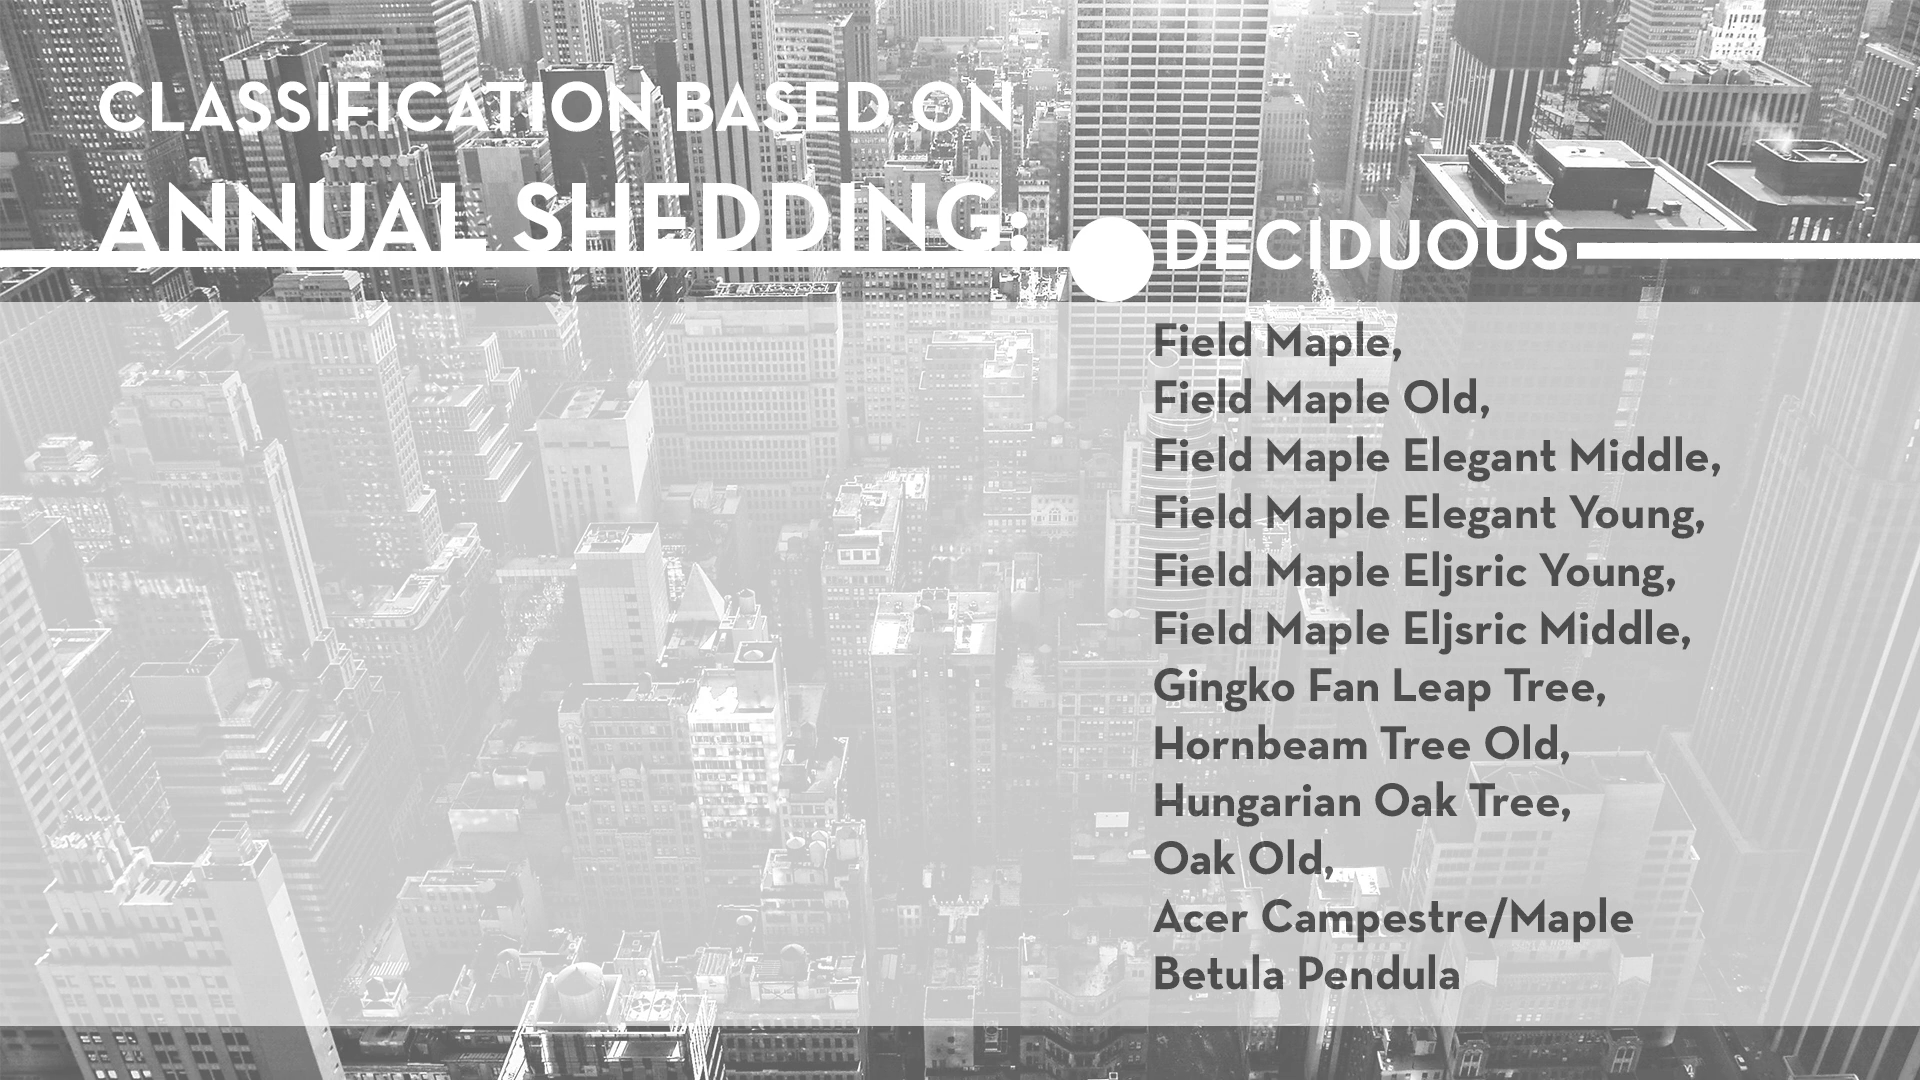 CLASSIFICATION BASED ON
ANNUAL SHEDDING:
DECIDUOUS
Field Maple,
Field Maple Old,
Field Maple Elegant Middle,
Field Maple Elegant Young,
Field Maple Eljsric Young,
Field Maple Eljsric Middle,
Gingko Fan Leap Tree,
Hornbeam Tree Old,
Hungarian Oak Tree,
Oak Old,
Acer Campestre/Maple
Betula Pendula